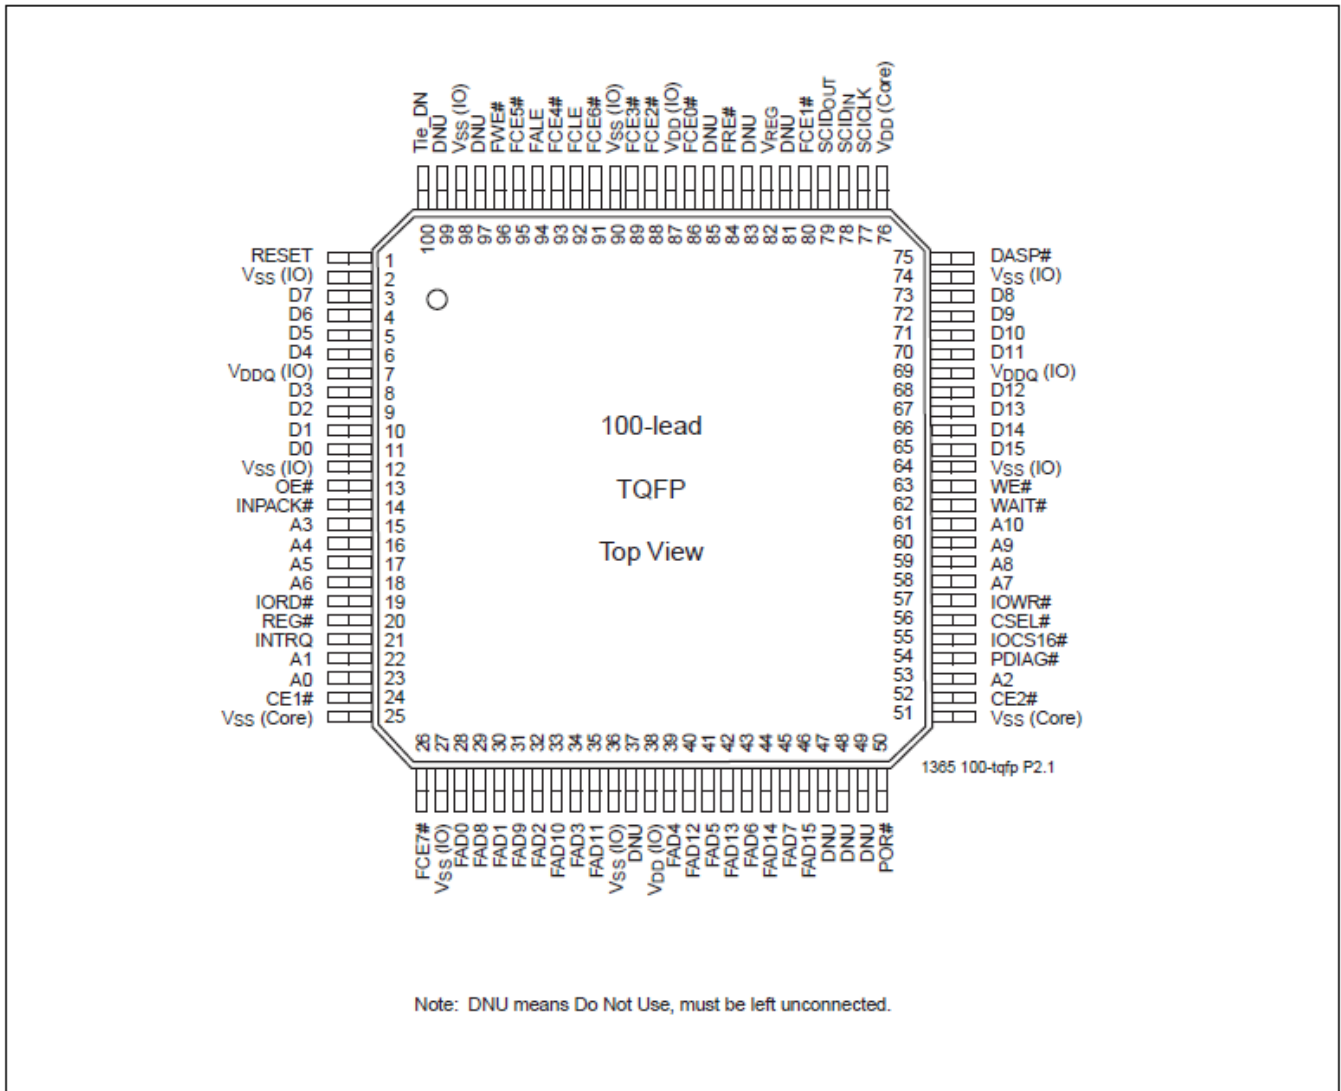 Tie_DN
DNU
VSS (IO)
DNU
FWE#
FCE5#
FALE
FCE4#
FCLE
FCE6#
VSS (IO)
FCE3#
FCE2#
VDD (IO)
FCE0#
DNU
FRE#
DNU
VREG
DNU
FCE1#
SCIDOUT
SCIDIN
SCICLK
VDD (Core)
100 99 98 97 96 95 94 93 92 91 90 89 88 87 86 85 84 83 82 81 80 79 78 77 76
RESET 1 75 DASP#
VSS (IO) 2 74 VSS (IO)
D7 3 73 D8
D6 4 72 D9
D5 5 71 D10
D4 6 70 D11
VDDQ (IO) 7 69 VDDQ (IO)
D3 8 68 D12
D2 9 67 D13
D1 10 66 D14
D0 11 65 D15
VSS (IO) 12 64 VSS (IO)
OE# 13 63 WE#
INPACK# 14 62 WAIT#
A3 15 61 A10
A4 16 60 A9
A5 17 59 A8
A6 18 58 A7
IORD# 19 57 IOWR#
REG# 20 56 CSEL#
INTRQ 21 55 IOCS16#
A1 22 54 PDIAG#
A0 23 53 A2
CE1# 24 52 CE2#
VSS (Core) 25 51 VSS (Core)
100-lead
TQFP
Top View
26 27 28 29 30 31 32 33 34 35 36 37 38 39 40 41 42 43 44 45 46 47 48 49 50
1365 100-tqfp P2.1
FCE7#
VSS (IO)
FAD0
FAD8
FAD1
FAD9
FAD2
FAD10
FAD3
FAD11
VSS (IO)
DNU
VDD (IO)
FAD4
FAD12
FAD5
FAD13
FAD6
FAD14
FAD7
FAD15
DNU
DNU
DNU
POR#
Note: DNU means Do Not Use, must be left unconnected.